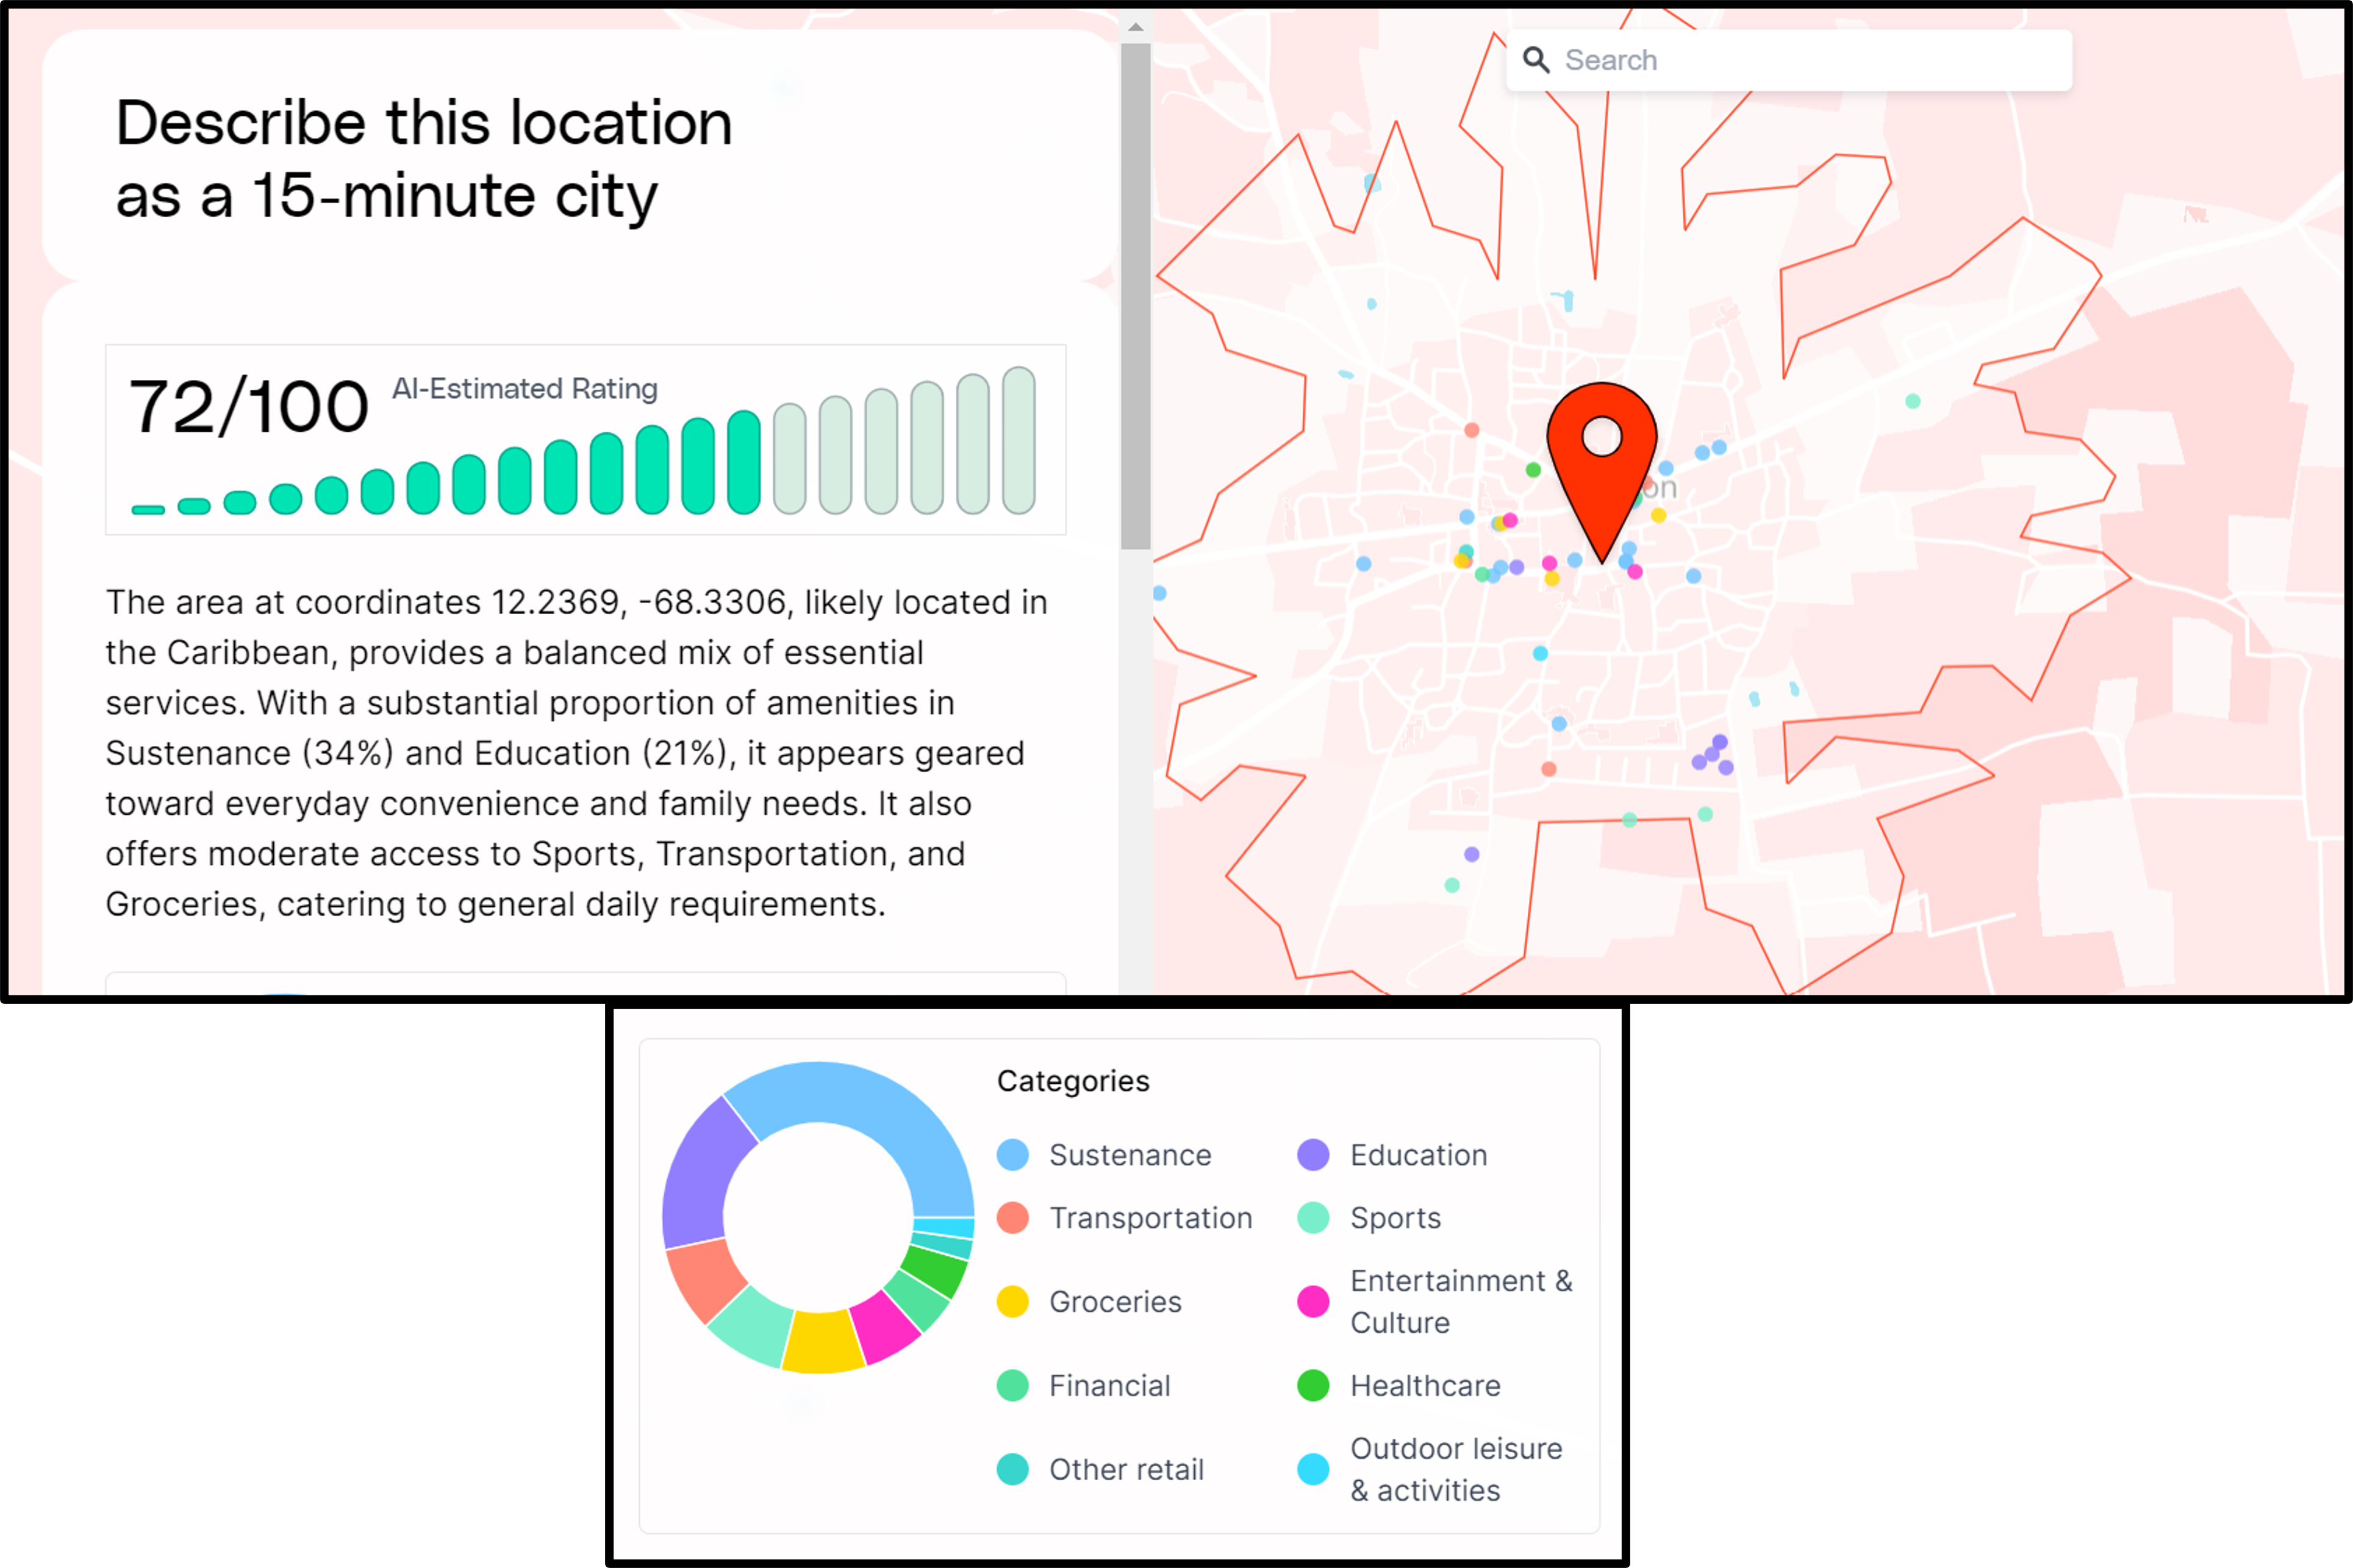 Describe this location
as a 15-minute city
72/100
AI-Estimated Rating
The area at coordinates 12.2369, -68.3306, likely located in
the Caribbean, provides a balanced mix of essential
services. With a substantial proportion of amenities in
Sustenance (34%) and Education (21%), it appears geared
toward everyday convenience and family needs. It also
offers moderate access to Sports, Transportation, and
Groceries, catering to general daily requirements.
Search
Categories
Sustenance
Education
Transportation
Sports
Groceries
Entertainment &
Culture
Financial
Healthcare
Other retail
Outdoor leisure
& activities